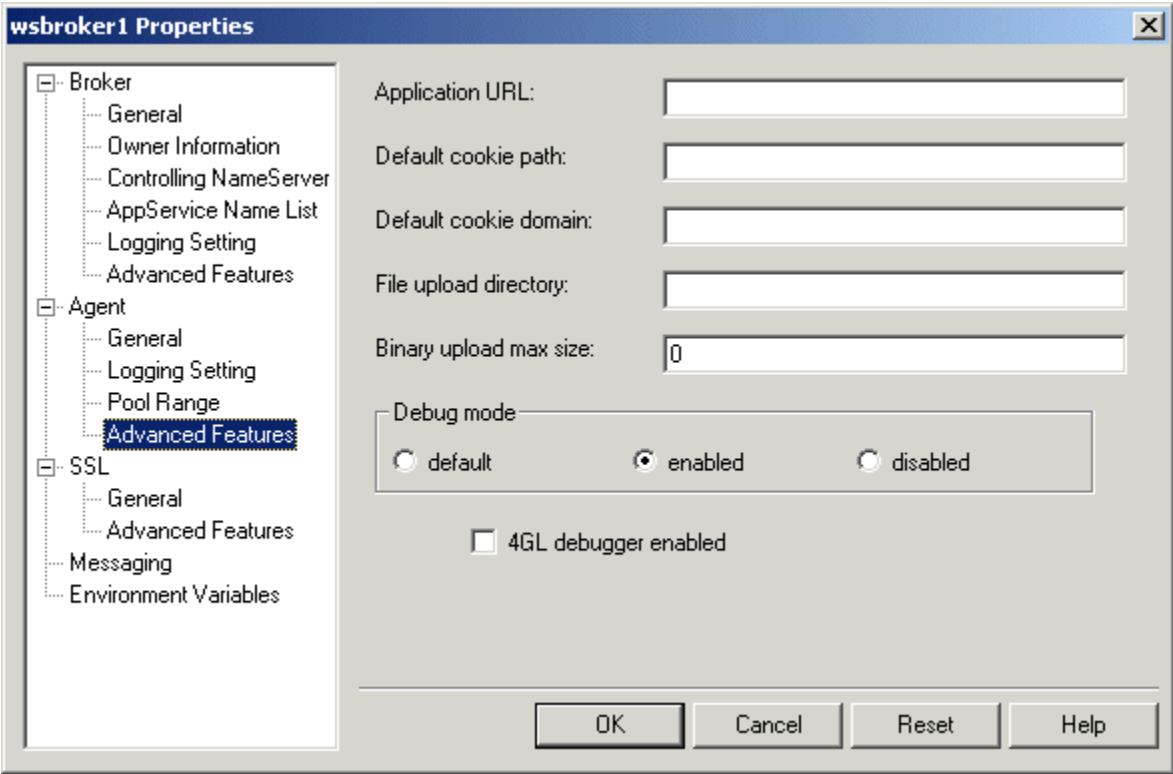 wsbroker1 Properties
Broker
General
Owner Information
Controlling NameServer
AppService Name List
Logging Setting
Advanced Features
Agent
General
Logging Setting
Pool Range
Advanced Features
SSL
General
Advanced Features
Messaging
Environment Variables
Application URL:
Default cookie path:
Default cookie domain:
File upload directory:
Binary upload max size: 0
Debug mode
default enabled disabled
4GL debugger enabled
OK Cancel Reset Help